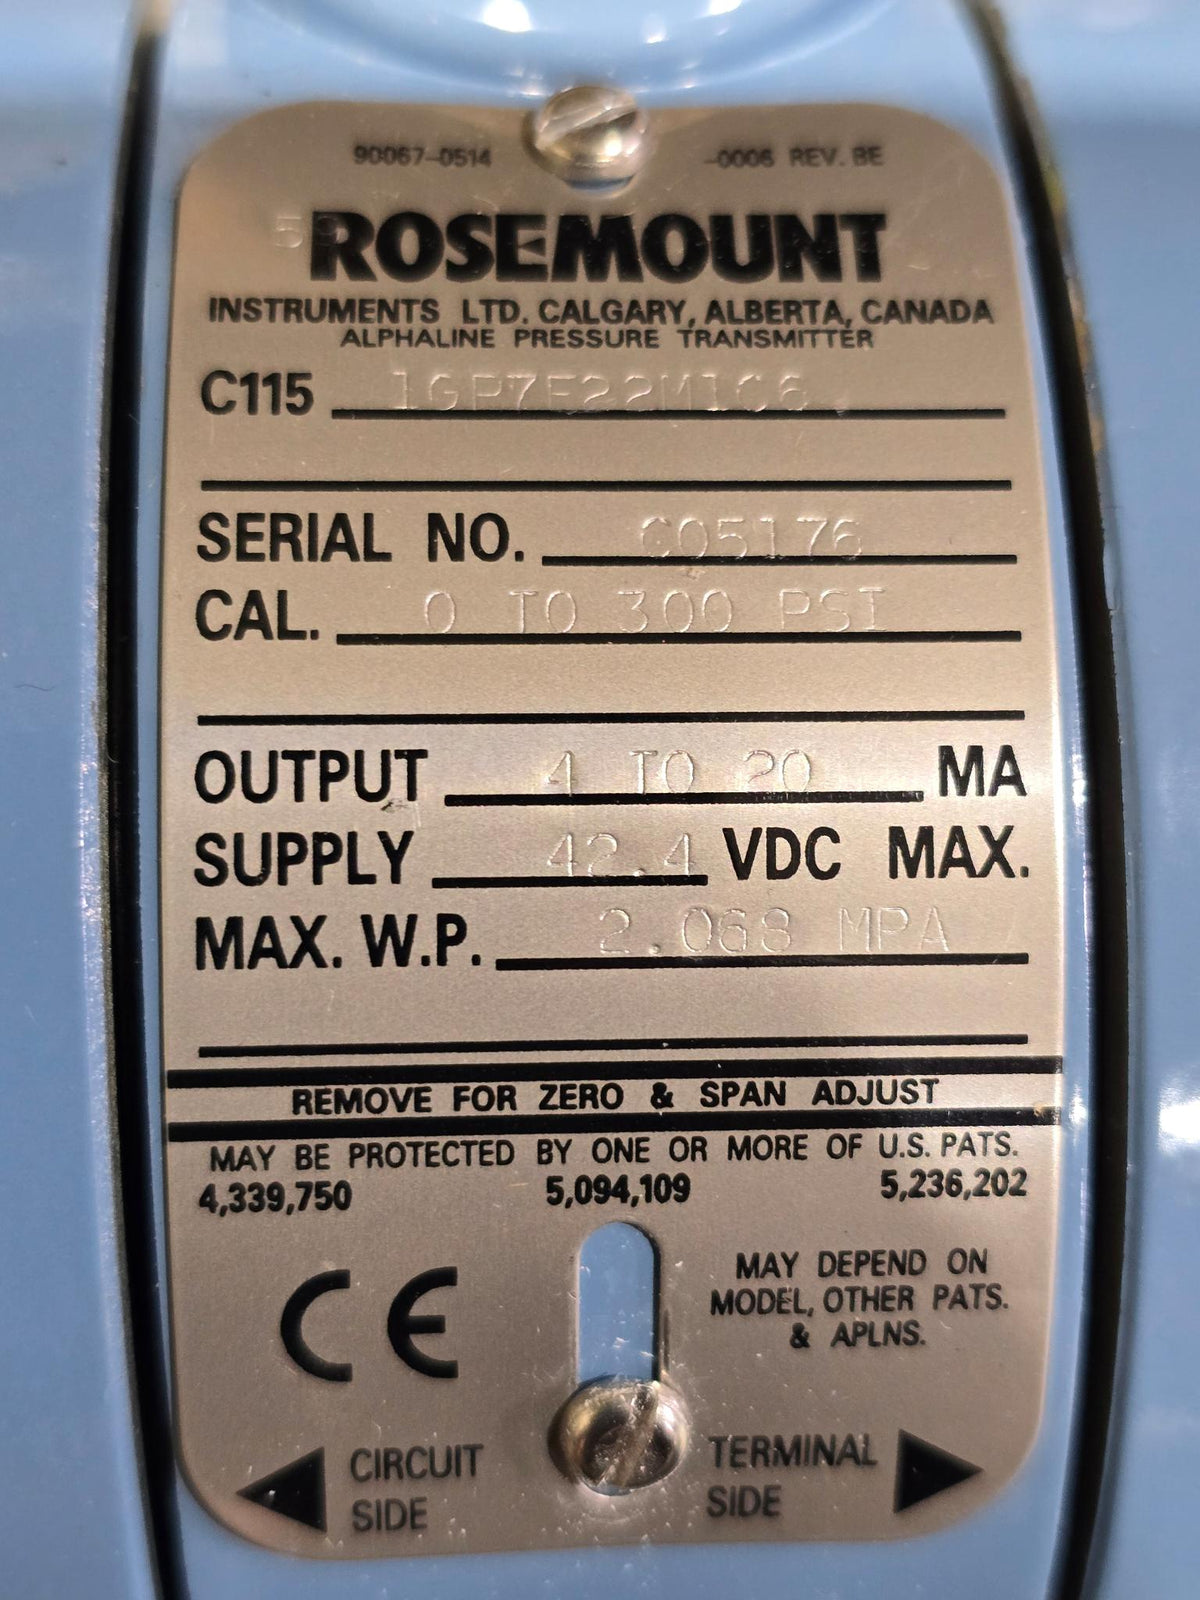 90067-0514 -0006 REV. BE
ROSEMOUNT
INSTRUMENTS LTD. CALGARY, ALBERTA, CANADA
ALPHALINE PRESSURE TRANSMITTER
C115 1GP7E22M1C6
SERIAL NO. C05176
CAL. 0 TO 300 PSI
OUTPUT 4 TO 20 MA
SUPPLY 42.4 VDC MAX.
MAX. W.P. 2.068 MPA
REMOVE FOR ZERO & SPAN ADJUST
MAY BE PROTECTED BY ONE OR MORE OF U.S. PATS.
4,339,750 5,094,109 5,236,202
MAY DEPEND ON
MODEL, OTHER PATS.
& APLNS.
CE
CIRCUIT
SIDE
TERMINAL
SIDE